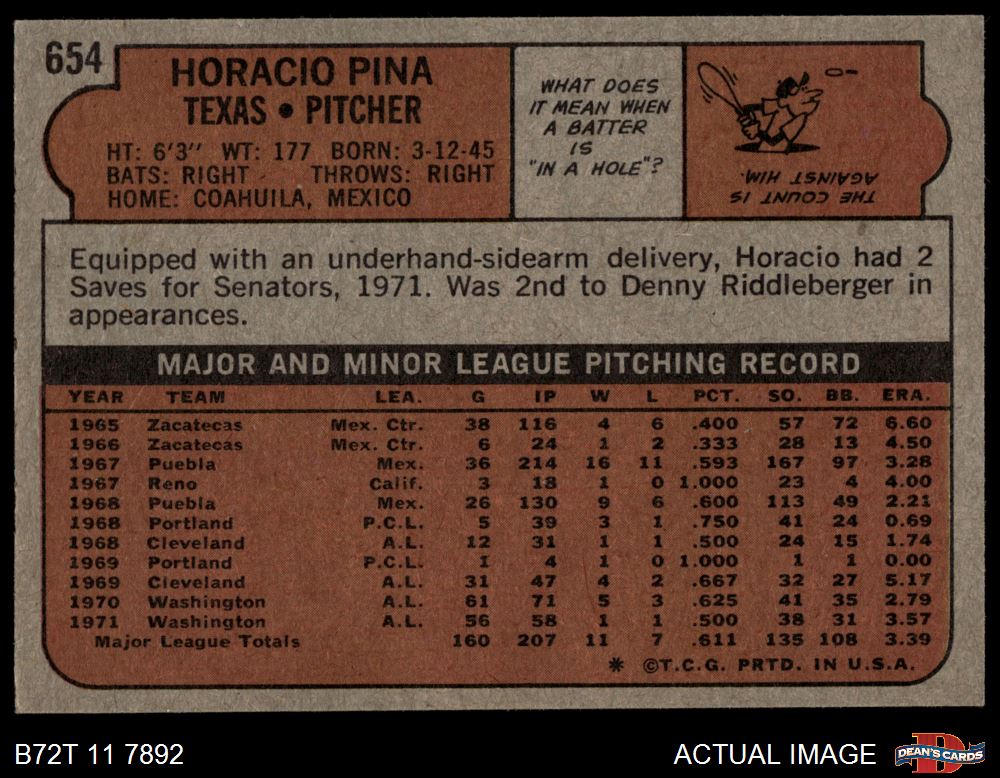 654
HORACIO PINA
TEXAS • PITCHER
HT: 6'3" WT: 177 BORN: 3-12-45
BATS: RIGHT THROWS: RIGHT
HOME: COAHUILA, MEXICO
WHAT DOES
IT MEAN WHEN
A BATTER
IS
"IN A HOLE"?
THE COUNT IS
AGAINST HIM.
Equipped with an underhand-sidearm delivery, Horacio had 2
Saves for Senators, 1971. Was 2nd to Denny Riddleberger in
appearances.
MAJOR AND MINOR LEAGUE PITCHING RECORD
YEAR TEAM LEA. G IP W L PCT. SO. BB. ERA.
1965 Zacatecas Mex. Ctr. 38 116 4 6 .400 57 72 6.60
1966 Zacatecas Mex. Ctr. 6 24 1 2 .333 28 13 4.50
1967 Puebla Mex. 36 214 16 11 .593 167 97 3.28
1967 Reno Calif. 3 18 1 0 1.000 23 4 4.00
1968 Puebla Mex. 26 130 9 6 .600 113 49 2.21
1968 Portland P.C.L. 5 39 3 1 .750 41 24 0.69
1968 Cleveland A.L. 12 31 1 1 .500 24 15 1.74
1969 Portland P.C.L. 1 4 1 0 1.000 1 1 0.00
1969 Cleveland A.L. 31 47 4 2 .667 32 27 5.17
1970 Washington A.L. 61 71 5 3 .625 41 35 2.79
1971 Washington A.L. 56 58 1 1 .500 38 31 3.57
Major League Totals 160 207 11 7 .611 135 108 3.39
* ©T.C.G. PRTD. IN U.S.A.
B72T 11 7892
ACTUAL IMAGE
D
DEAN'S CARDS